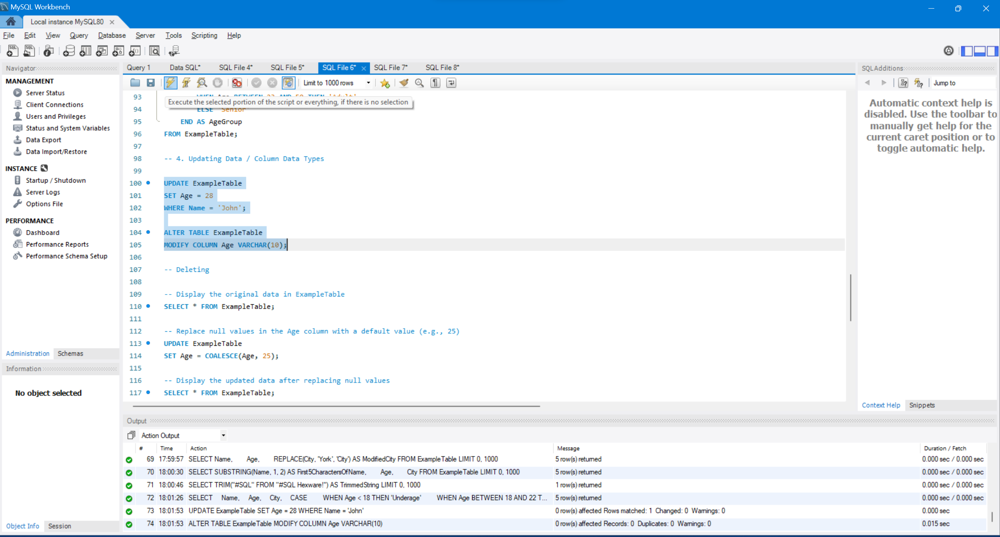 MySQL Workbench
Local instance MySQL80
File Edit View Query Database Server Tools Scripting Help
Navigator
MANAGEMENT
Server Status
Client Connections
Users and Privileges
Status and System Variables
Data Export
Data Import/Restore
INSTANCE
Startup / Shutdown
Server Logs
Options File
PERFORMANCE
Dashboard
Performance Reports
Performance Schema Setup
Administration Schemas
Information
No object selected
Object Info Session
Query 1 Data SQL* SQL File 4* SQL File 5* SQL File 6* SQL File 7* SQL File 8*
Limit to 1000 rows
Execute the selected portion of the script or everything, if there is no selection
93
94 ELSE 'Senior'
95 END AS AgeGroup
96 FROM ExampleTable;
97
98 -- 4. Updating Data / Column Data Types
99
100 UPDATE ExampleTable
101 SET Age = 28
102 WHERE Name = 'John';
103
104 ALTER TABLE ExampleTable
105 MODIFY COLUMN Age VARCHAR(10);
106
107 -- Deleting
108
109 -- Display the original data in ExampleTable
110 SELECT * FROM ExampleTable;
111
112 -- Replace null values in the Age column with a default value (e.g., 25)
113 UPDATE ExampleTable
114 SET Age = COALESCE(Age, 25);
115
116 -- Display the updated data after replacing null values
117 SELECT * FROM ExampleTable;
SQLAdditions
Jump to
Automatic context help is
disabled. Use the toolbar to
manually get help for the
current caret position or to
toggle automatic help.
Context Help Snippets
Output
Action Output
# Time Action Message Duration / Fetch
69 17:59:57 SELECT Name, Age, REPLACE(City, 'York', 'City') AS ModifiedCity FROM ExampleTable LIMIT 0, 1000 5 row(s) returned 0.000 sec / 0.000 sec
70 18:00:30 SELECT SUBSTRING(Name, 1, 2) AS First5CharactersOfName, Age, City FROM ExampleTable LIMIT 0, 1000 5 row(s) returned 0.000 sec / 0.000 sec
71 18:00:46 SELECT TRIM("#SQL" FROM "#SQL Hexware!") AS TrimmedString LIMIT 0, 1000 1 row(s) returned 0.000 sec / 0.000 sec
72 18:01:26 SELECT Name, Age, City, CASE WHEN Age < 18 THEN 'Underage' WHEN Age BETWEEN 18 AND 22 T... 5 row(s) returned 0.000 sec / 0.000 sec
73 18:01:53 UPDATE ExampleTable SET Age = 28 WHERE Name = 'John' 0 row(s) affected Rows matched: 1 Changed: 0 Warnings: 0 0.000 sec
74 18:01:53 ALTER TABLE ExampleTable MODIFY COLUMN Age VARCHAR(10) 0 row(s) affected Records: 0 Duplicates: 0 Warnings: 0 0.015 sec